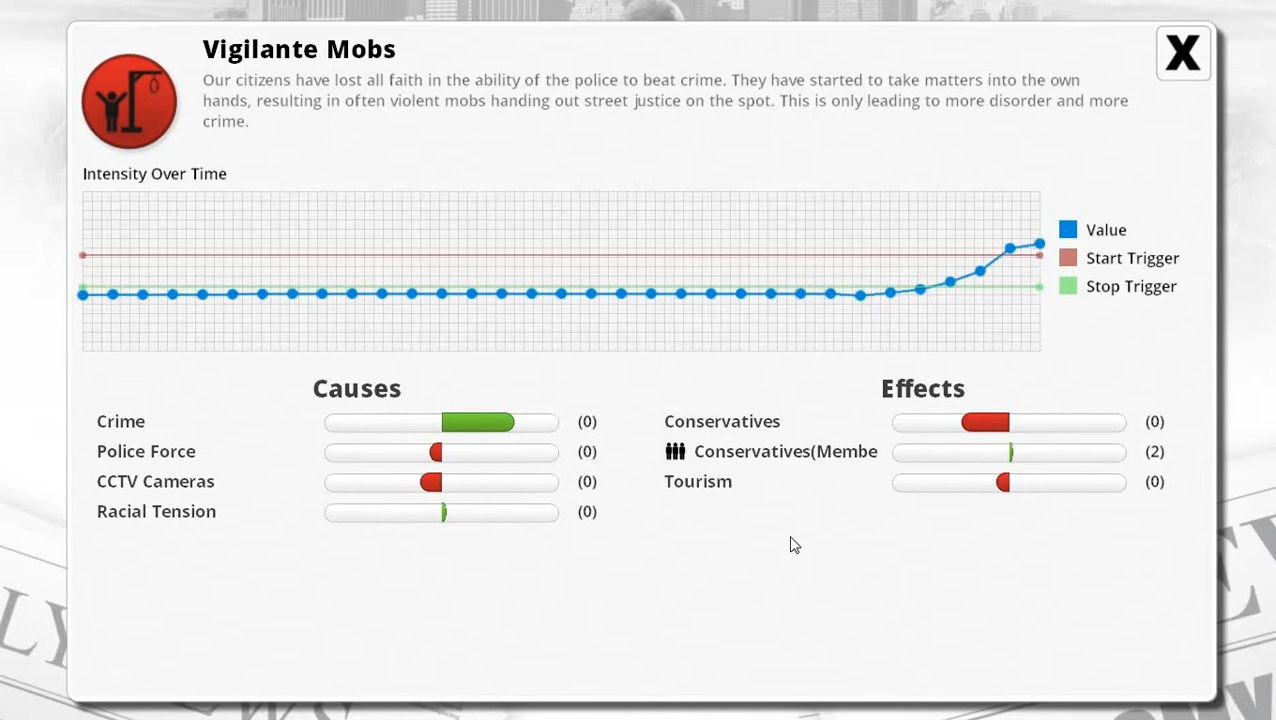 Vigilante Mobs
X
Our citizens have lost all faith in the ability of the police to beat crime. They have started to take matters into the own
hands, resulting in often violent mobs handing out street justice on the spot. This is only leading to more disorder and more
crime.
Intensity Over Time
Value
Start Trigger
Stop Trigger
Causes
Effects
Crime (0)
Police Force (0)
CCTV Cameras (0)
Racial Tension (0)
Conservatives (0)
Conservatives(Membe (2)
Tourism (0)